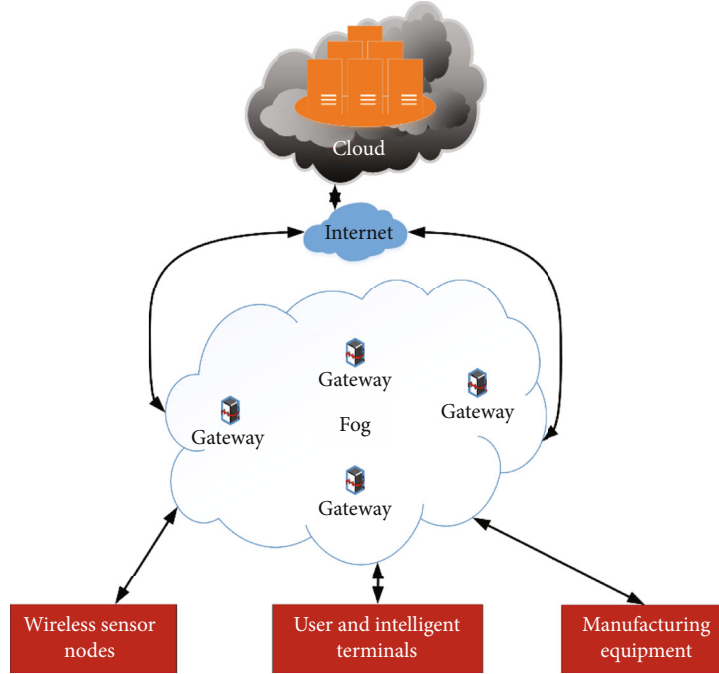 Cloud
Internet
Gateway
Gateway
Gateway
Fog
Gateway
Wireless sensor
nodes
User and intelligent
terminals
Manufacturing
equipment